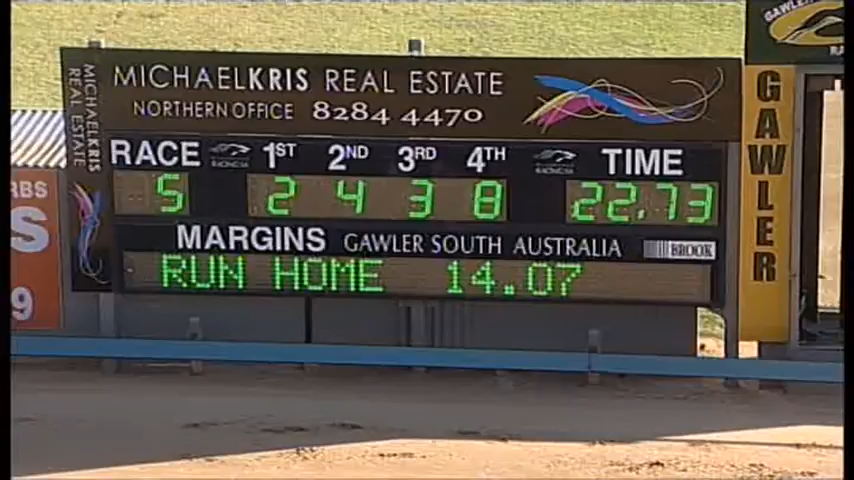 MICHAELKRIS REAL ESTATE
NORTHERN OFFICE 8284 4470
MICHAELKRIS REAL ESTATE
RACE 1ST 2ND 3RD 4TH TIME
5 2 4 3 8 22.73
MARGINS GAWLER SOUTH AUSTRALIA BROOK
RUN HOME 14.07
GAWLER
GAWLER
RBS
S
9